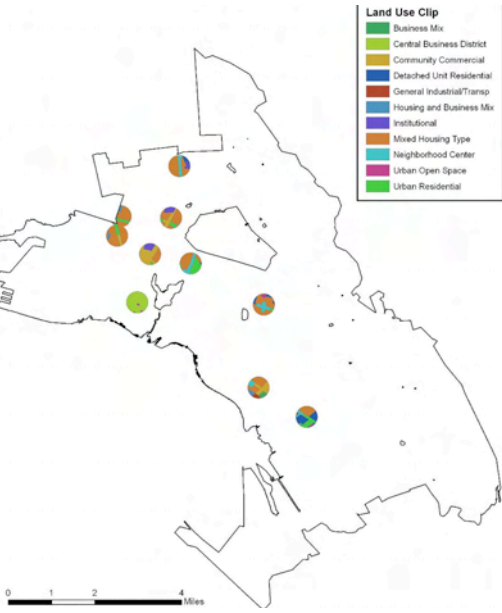 Land Use Clip
Business Mix
Central Business District
Community Commercial
Detached Unit Residential
General Industrial/Transp
Housing and Business Mix
Institutional
Mixed Housing Type
Neighborhood Center
Urban Open Space
Urban Residential
0 1 2 4
Miles